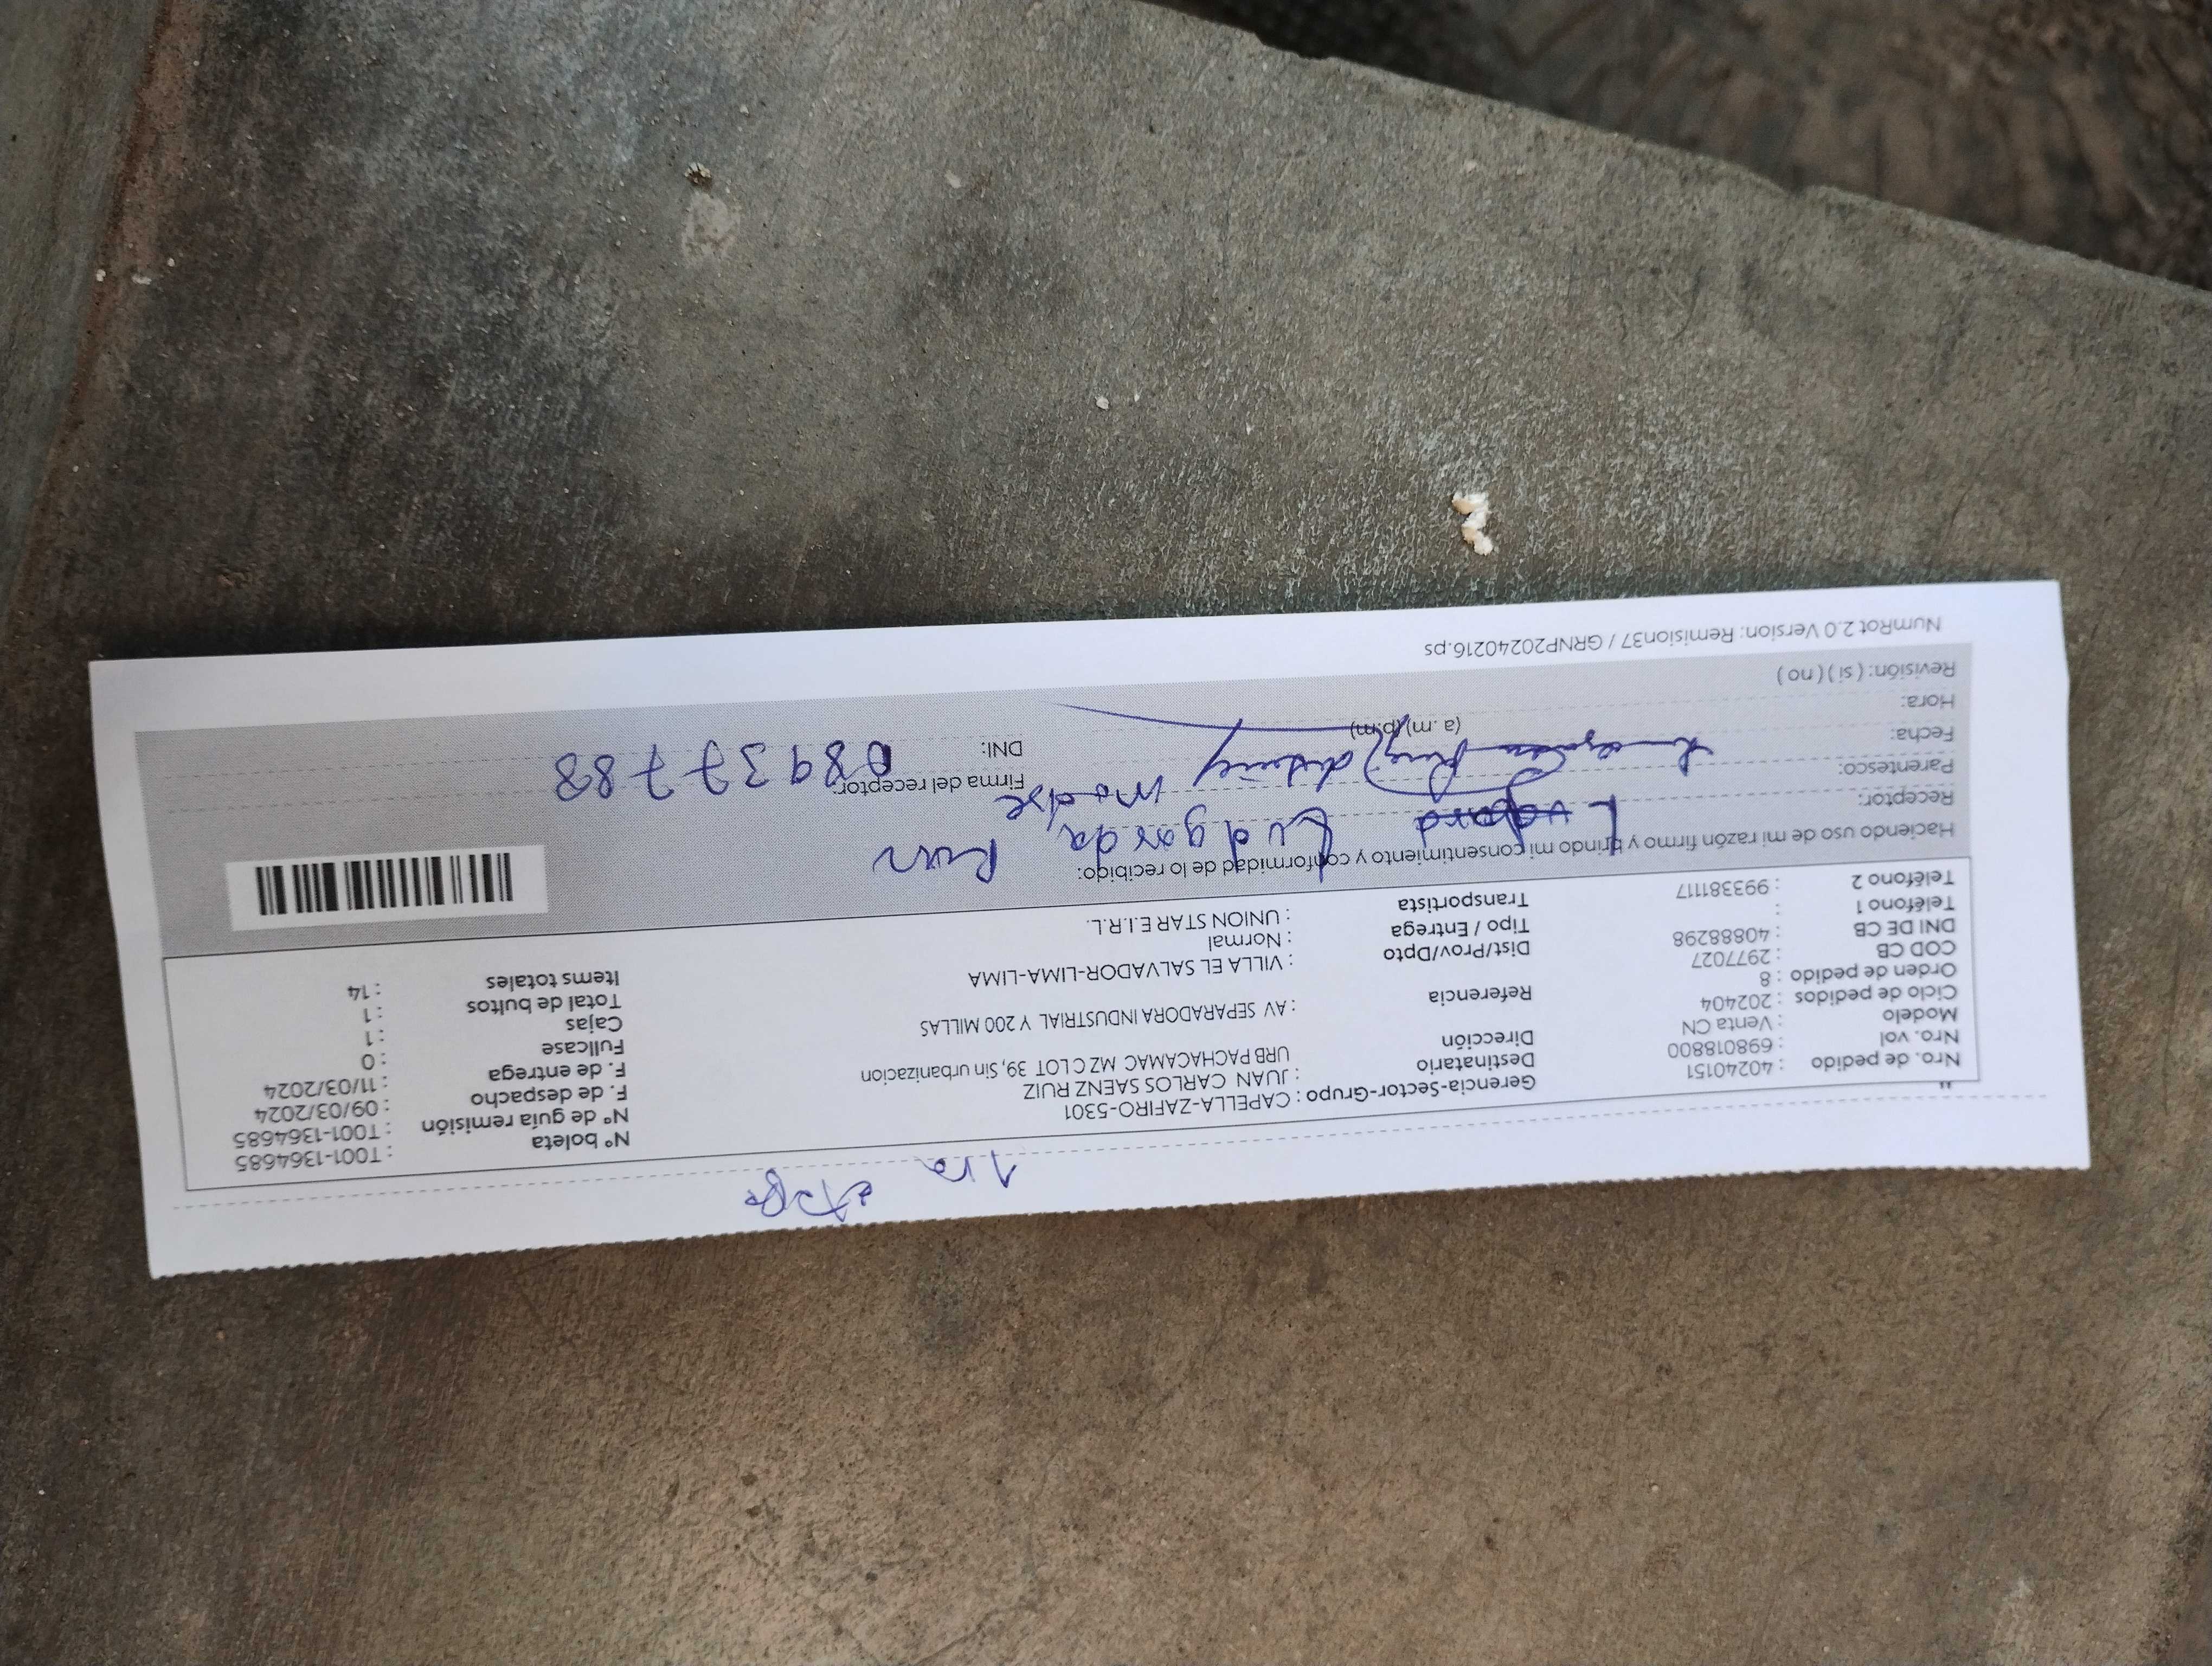 1ra etapa
Gerencia-Sector-Grupo : CAPELLA-ZAFIRO-5301
Nro. de pedido : 40240151
Nro. vol : 698018800
Modelo : Venta CN
Ciclo de pedidos : 202404
Orden de pedido : 8
COD CB : 2977027
DNI DE CB : 40888298
Teléfono 1 :
Teléfono 2 : 993381117
Destinatario : JUAN CARLOS SAENZ RUIZ
Dirección URB PACHACAMAC MZ C LOT 39, Sin urbanizacion
Referencia : AV SEPARADORA INDUSTRIAL Y 200 MILLAS
Dist/Prov/Dpto : VILLA EL SALVADOR-LIMA-LIMA
Tipo / Entrega : Normal
Transportista : UNION STAR E.I.R.L.
N° boleta : T001-1364685
N° de guía remisión : T001-1364685
F. de despacho : 09/03/2024
F. de entrega : 11/03/2024
Fullcase : 0
Cajas : 1
Total de bultos : 1
Items totales : 14
Haciendo uso de mi razón firmo y brindo mi consentimiento y conformidad de lo recibido:
Receptor: Ludgarda
Parentesco: madre
Fecha:
Hora: (a. m) (p.m)
Revisión: ( si ) ( no )
Firma del receptor:
DNI: 08937788
NumRot 2.0 Version: Remision37 / GRNP20240216.ps